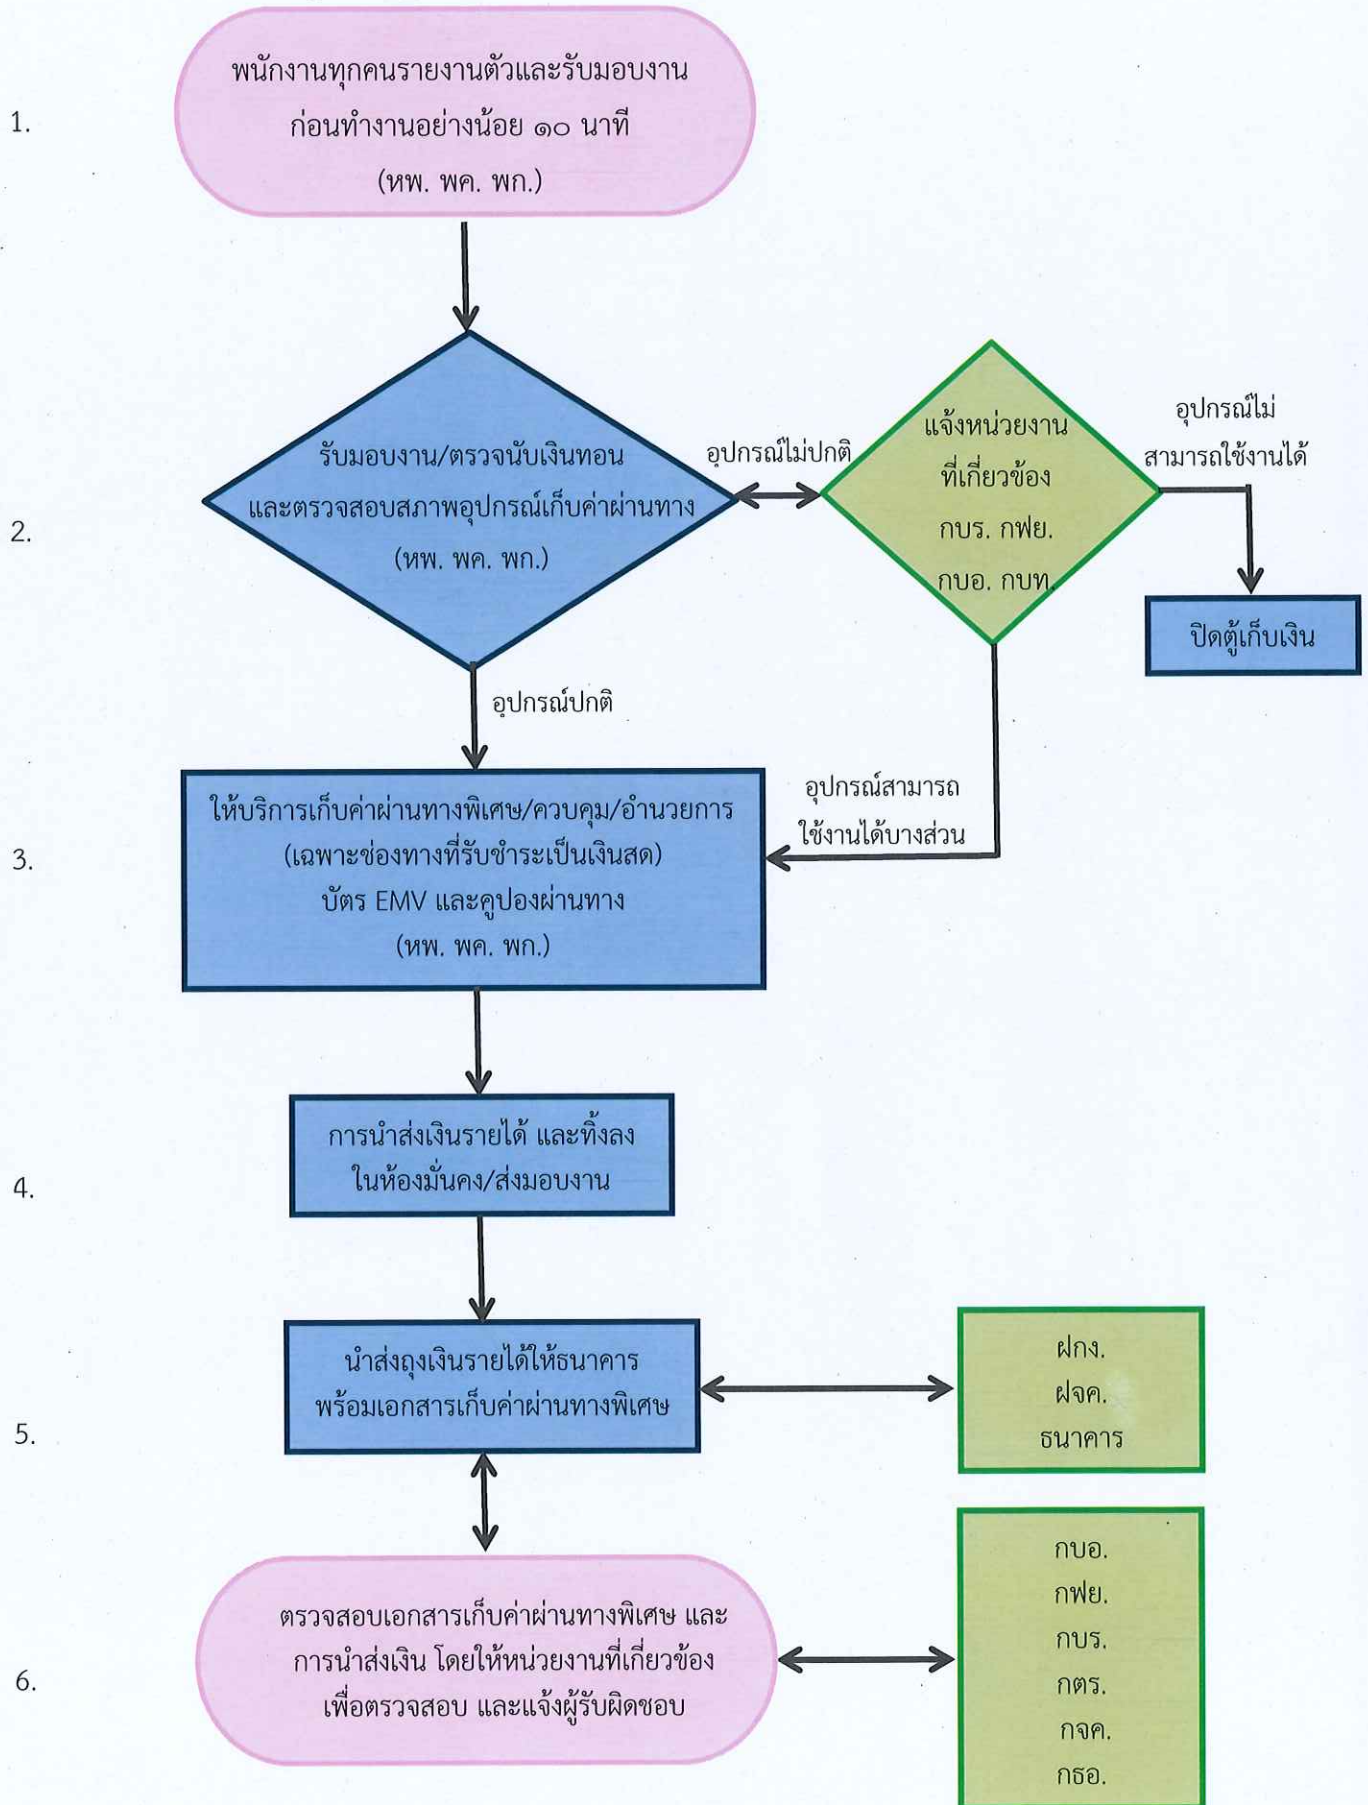 1.
พนักงานทุกคนรายงานตัวและรับมอบงาน
ก่อนทำงานอย่างน้อย ๑๐ นาที
(หพ. พค. พก.)
2.
รับมอบงาน/ตรวจนับเงินทอน
และตรวจสอบสภาพอุปกรณ์เก็บค่าผ่านทาง
(หพ. พค. พก.)
อุปกรณ์ไม่ปกติ
แจ้งหน่วยงาน
ที่เกี่ยวข้อง
กบร. กฟย.
กบอ. กบท.
อุปกรณ์ไม่
สามารถใช้งานได้
ปิดตู้เก็บเงิน
อุปกรณ์ปกติ
อุปกรณ์สามารถ
ใช้งานได้บางส่วน
3.
ให้บริการเก็บค่าผ่านทางพิเศษ/ควบคุม/อำนวยการ
(เฉพาะช่องทางที่รับชำระเป็นเงินสด)
บัตร EMV และคูปองผ่านทาง
(หพ. พค. พก.)
4.
การนำส่งเงินรายได้ และทิ้งลง
ในห้องมั่นคง/ส่งมอบงาน
5.
นำส่งถุงเงินรายได้ให้ธนาคาร
พร้อมเอกสารเก็บค่าผ่านทางพิเศษ
ฝกง.
ฝจค.
ธนาคาร
6.
ตรวจสอบเอกสารเก็บค่าผ่านทางพิเศษ และ
การนำส่งเงิน โดยให้หน่วยงานที่เกี่ยวข้อง
เพื่อตรวจสอบ และแจ้งผู้รับผิดชอบ
กบอ.
กฟย.
กบร.
กตร.
กจค.
กธอ.